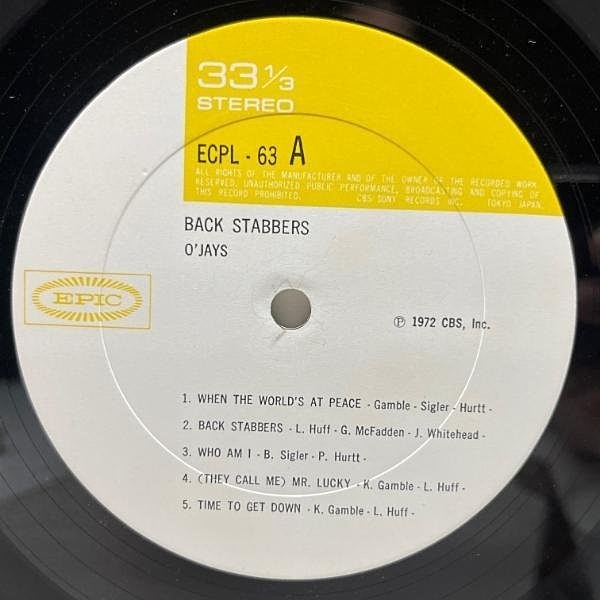 33 1/3
STEREO
ECPL - 63 A
ALL RIGHTS OF THE MANUFACTURER AND OF THE OWNER OF THE RECORDED WORK
RESERVED. UNAUTHORIZED PUBLIC PERFORMANCE, BROADCASTING AND COPYING OF
THIS RECORD PROHIBITED. CBS/SONY RECORDS INC. TOKYO JAPAN.
BACK STABBERS
O'JAYS
EPIC
℗ 1972 CBS, Inc.
1. WHEN THE WORLD'S AT PEACE - Gamble - Sigler - Hurtt -
2. BACK STABBERS - L. Huff - G. McFadden - J. Whitehead -
3. WHO AM I - B. Sigler - P. Hurtt -
4. (THEY CALL ME) MR. LUCKY - K. Gamble - L. Huff -
5. TIME TO GET DOWN - K. Gamble - L. Huff -